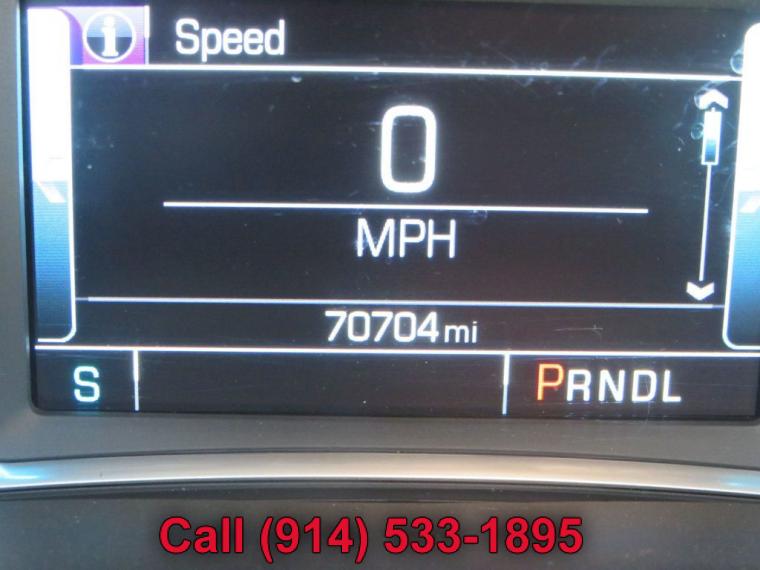 i Speed
0
MPH
70704 mi
S PRNDL
Call (914) 533-1895